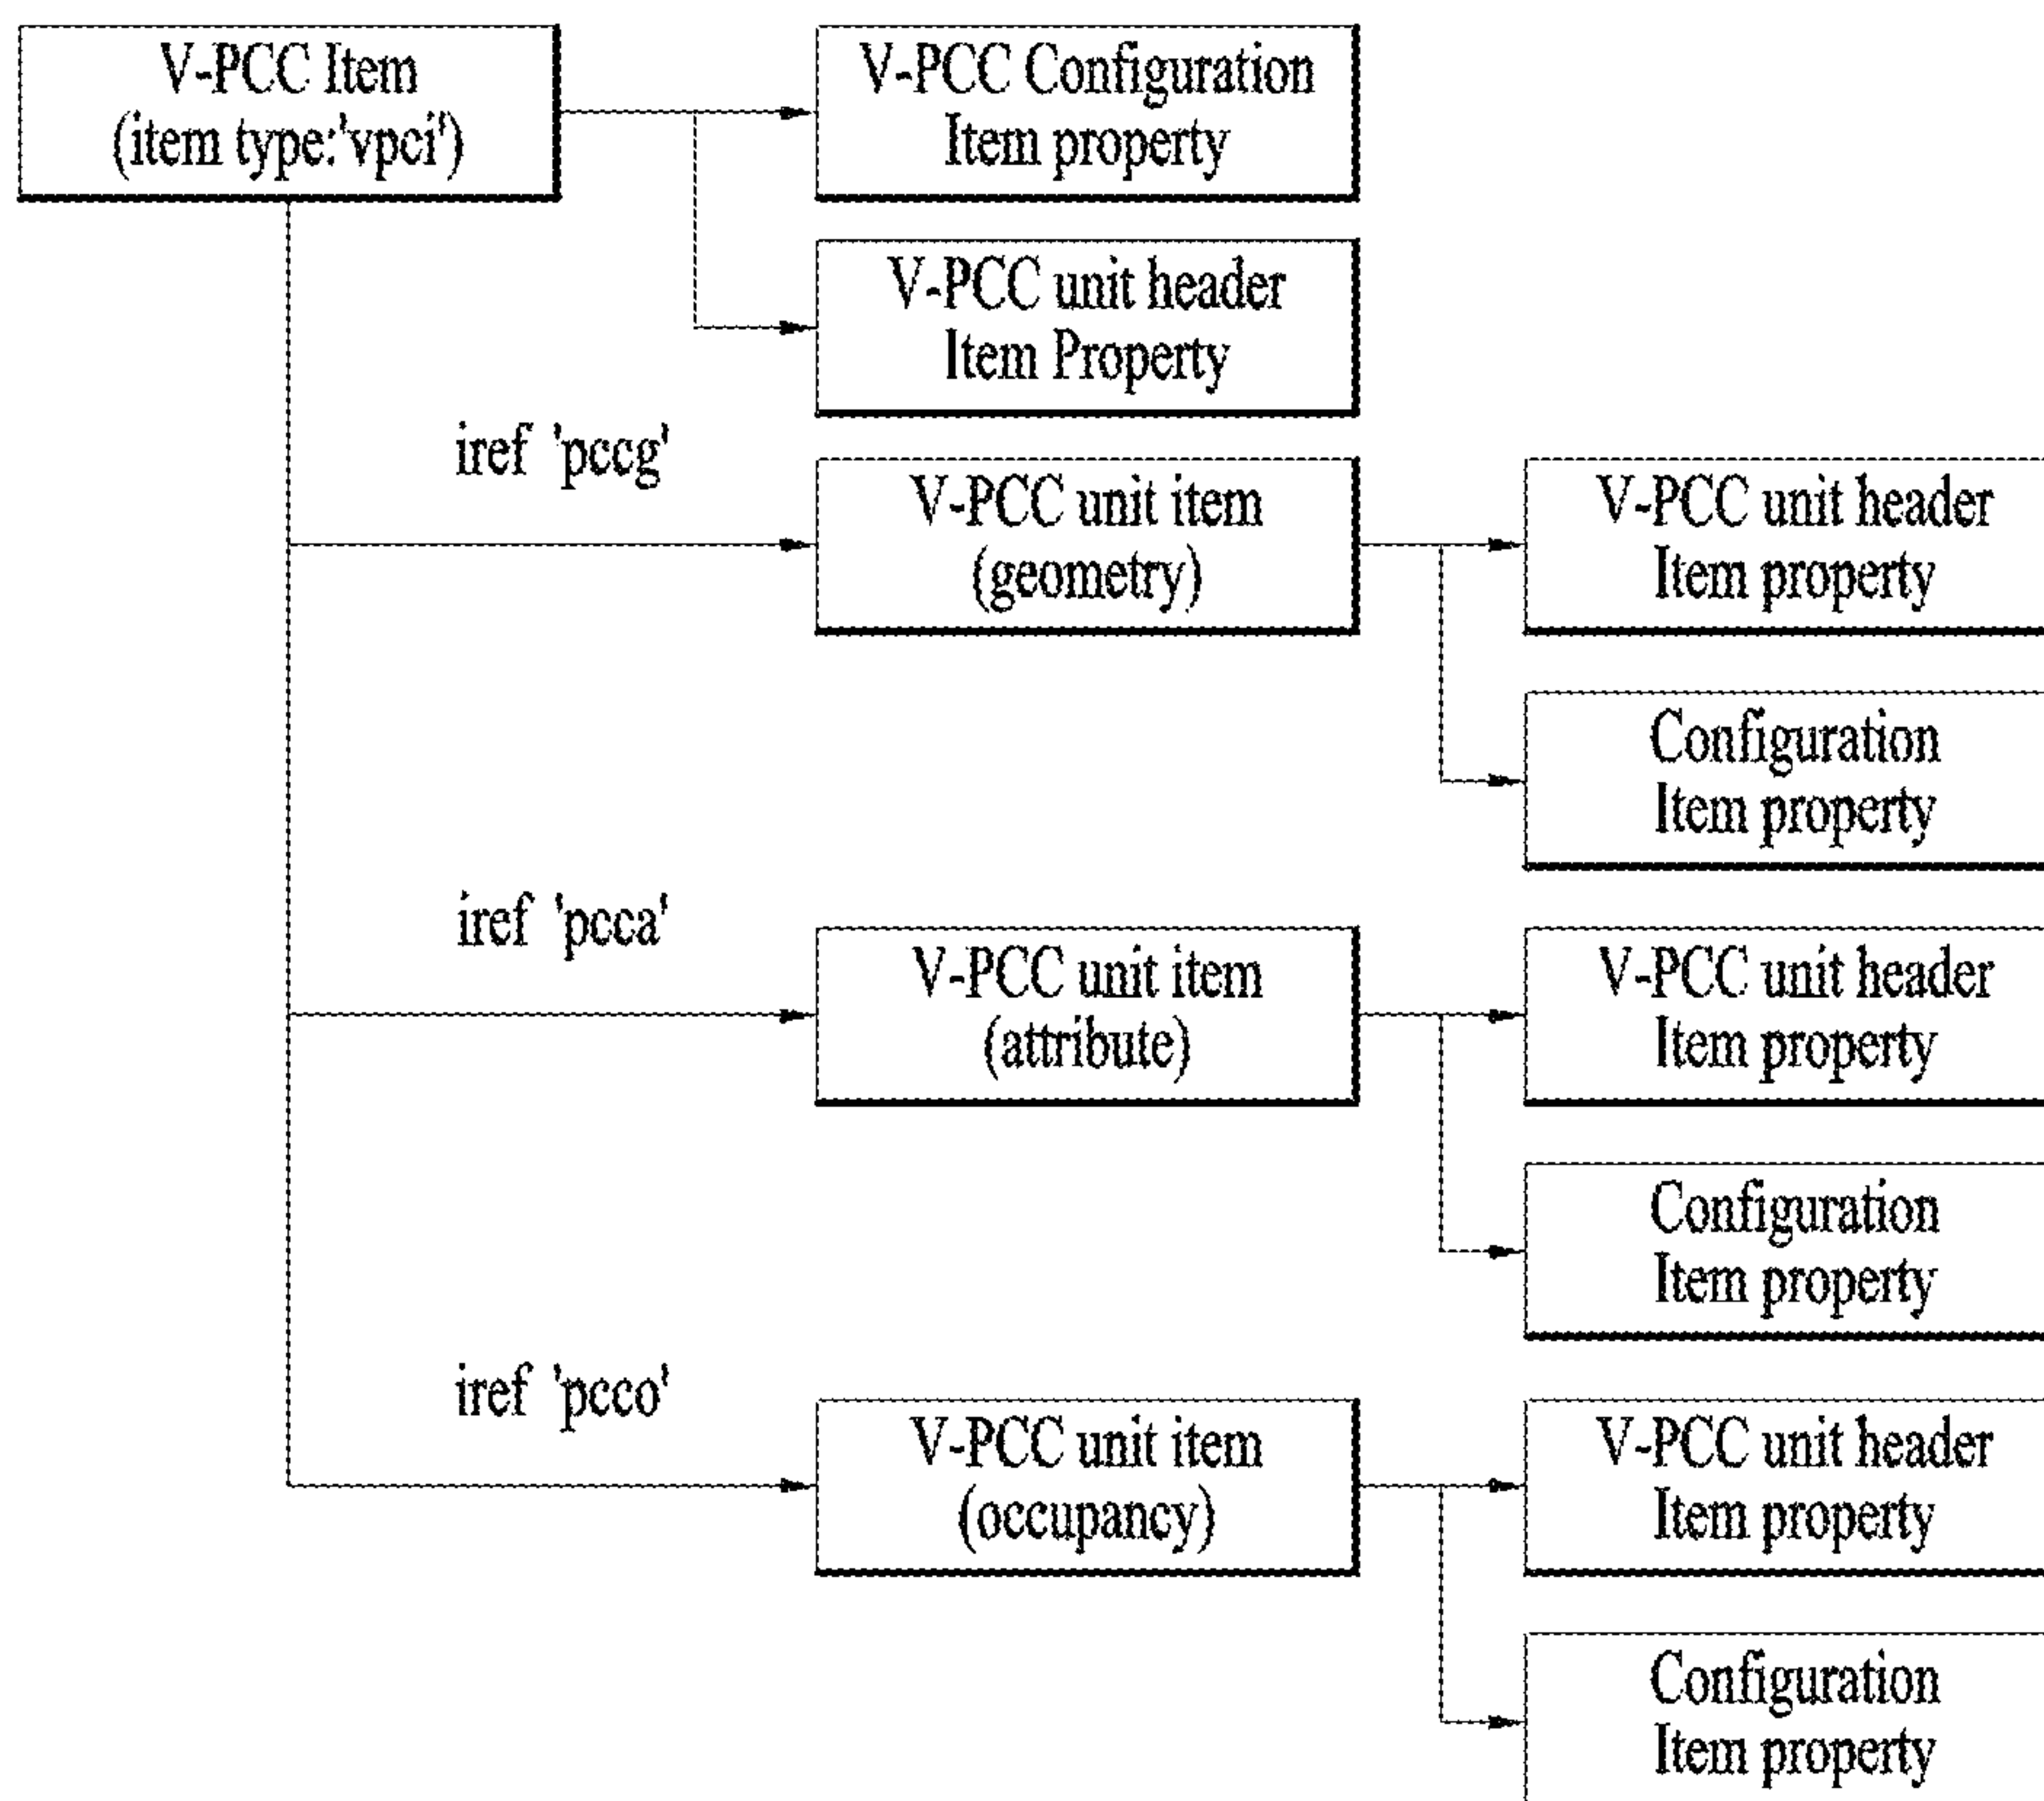 V-PCC Item
(item type:'vpci')
V-PCC Configuration
Item property
V-PCC unit header
Item Property
iref 'pccg'
V-PCC unit item
(geometry)
V-PCC unit header
Item property
Configuration
Item property
iref 'pcca'
V-PCC unit item
(attribute)
V-PCC unit header
Item property
Configuration
Item property
iref 'pcco'
V-PCC unit item
(occupancy)
V-PCC unit header
Item property
Configuration
Item property